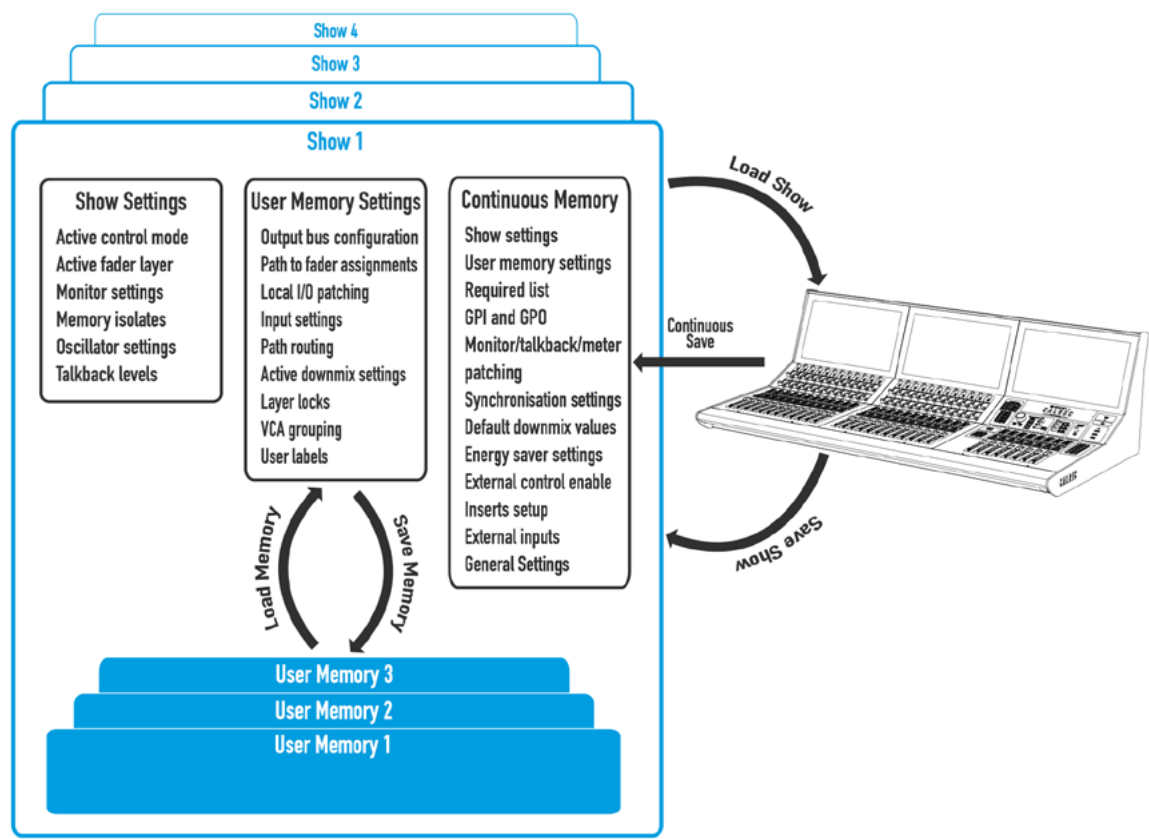 Show 4
Show 3
Show 2
Show 1
Show Settings
Active control mode
Active fader layer
Monitor settings
Memory isolates
Oscillator settings
Talkback levels
User Memory Settings
Output bus configuration
Path to fader assignments
Local I/O patching
Input settings
Path routing
Active downmix settings
Layer locks
VCA grouping
User labels
Continuous Memory
Show settings
User memory settings
Required list
GPI and GPO
Monitor/talkback/meter
patching
Synchronisation settings
Default downmix values
Energy saver settings
External control enable
Inserts setup
External inputs
General Settings
Load Show
Continuous
Save
Save Show
Load Memory
Save Memory
User Memory 3
User Memory 2
User Memory 1